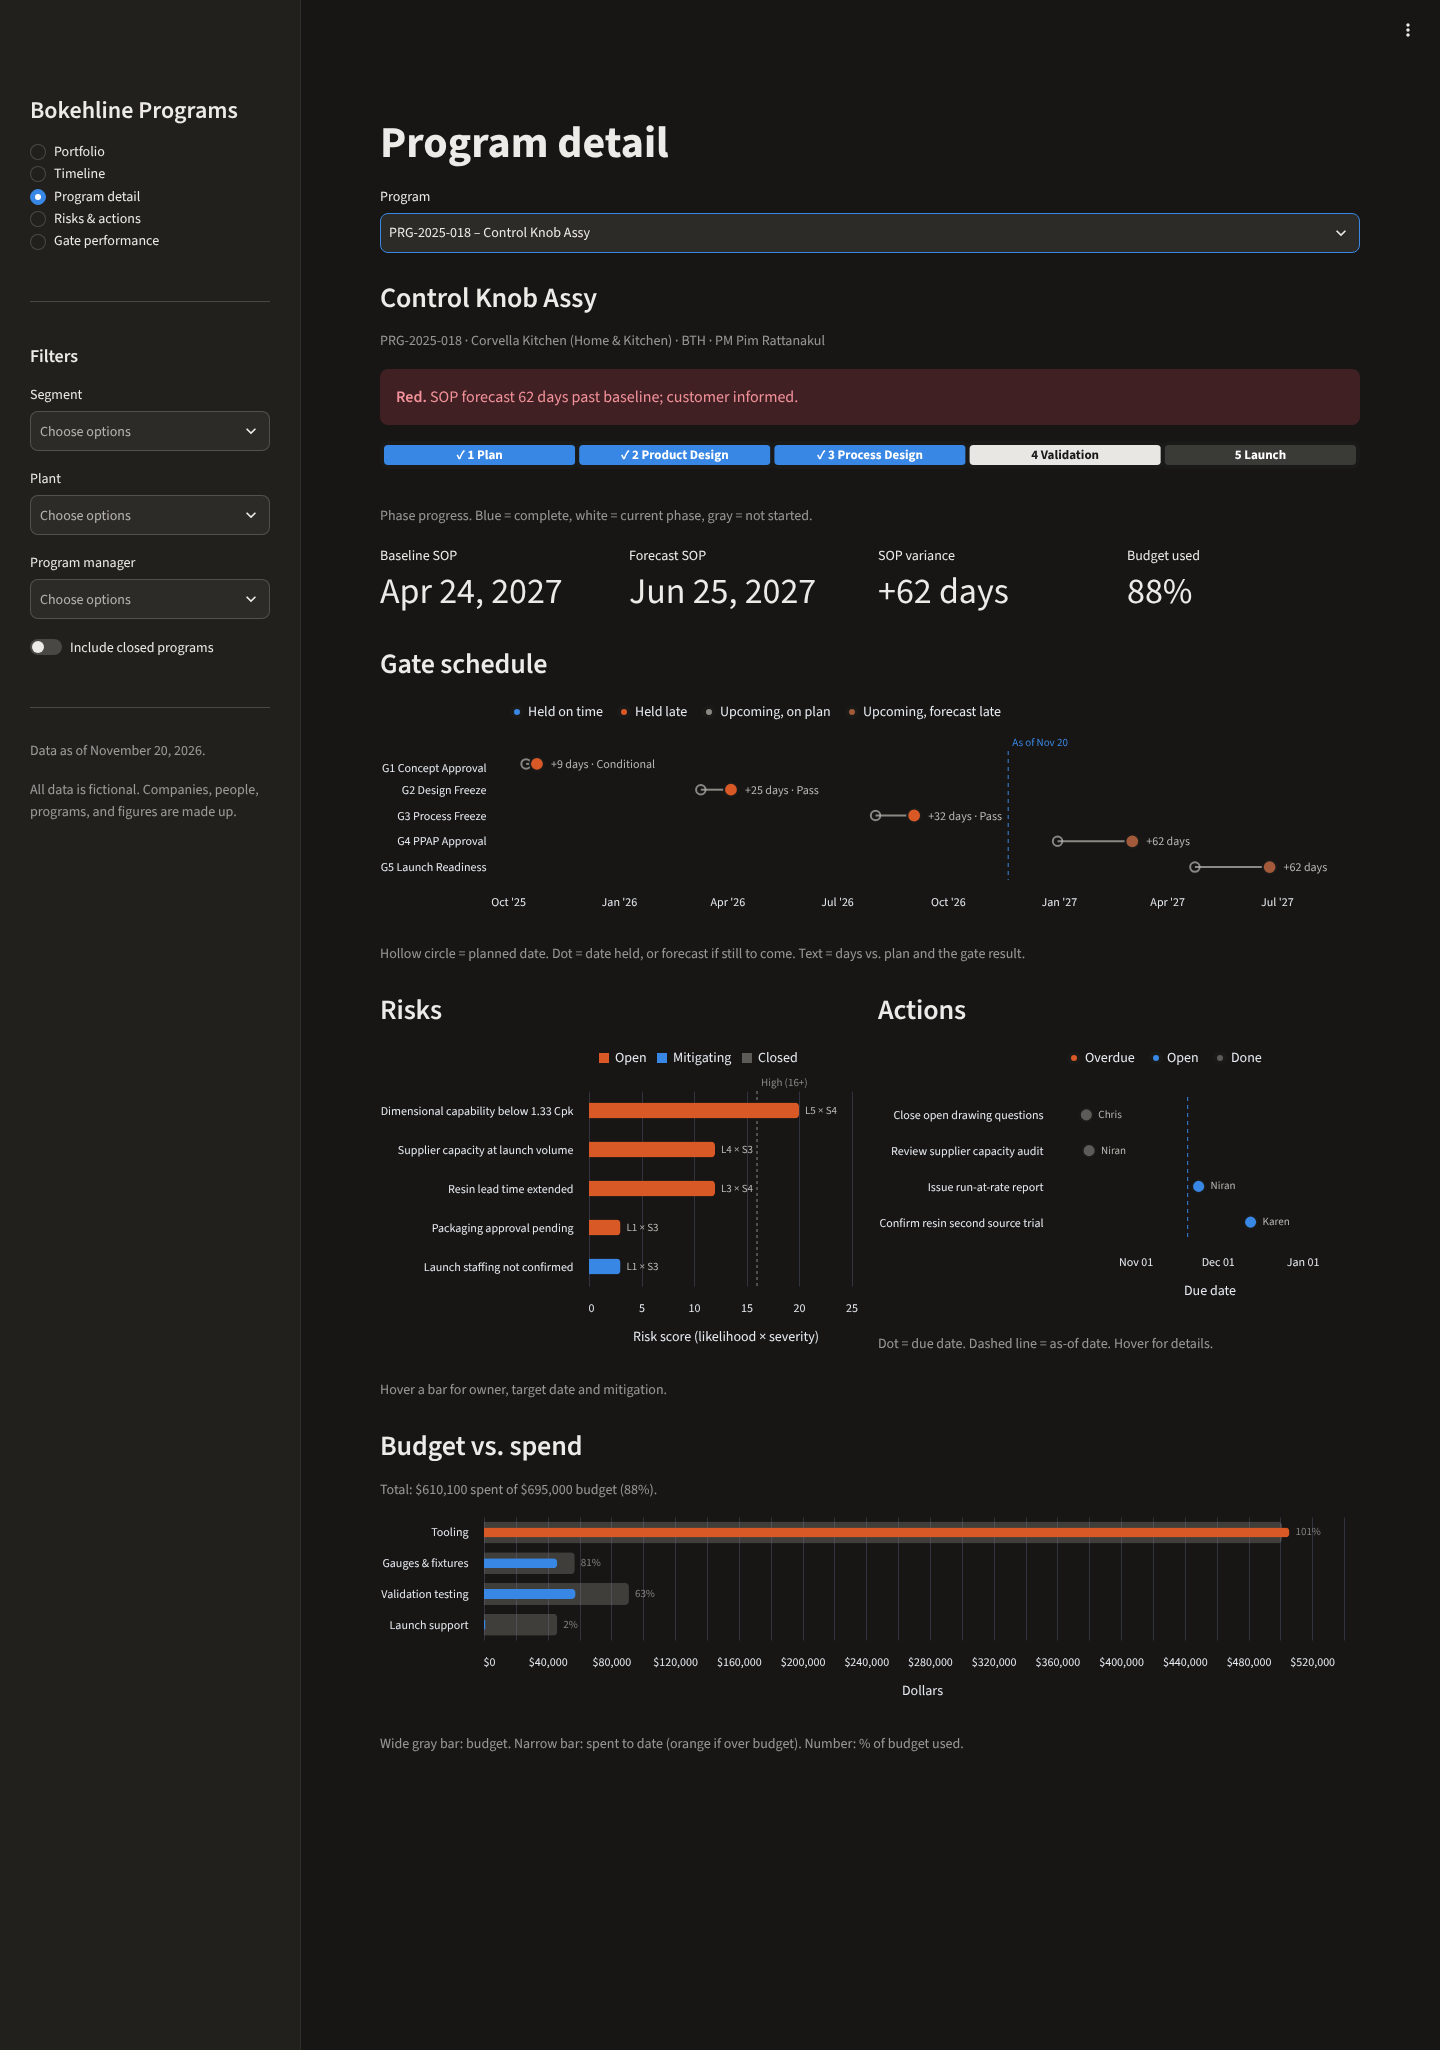 Bokehline Programs
Portfolio
Timeline
Program detail
Risks & actions
Gate performance
Filters
Segment
Choose options
Plant
Choose options
Program manager
Choose options
Include closed programs
Data as of November 20, 2026.
All data is fictional. Companies, people,
programs, and figures are made up.
Program detail
Program
PRG-2025-018 – Control Knob Assy
Control Knob Assy
PRG-2025-018 · Corvella Kitchen (Home & Kitchen) · BTH · PM Pim Rattanakul
Red. SOP forecast 62 days past baseline; customer informed.
✓ 1 Plan ✓ 2 Product Design ✓ 3 Process Design 4 Validation 5 Launch
Phase progress. Blue = complete, white = current phase, gray = not started.
Baseline SOP Forecast SOP SOP variance Budget used
Apr 24, 2027 Jun 25, 2027 +62 days 88%
Gate schedule
Held on time Held late Upcoming, on plan Upcoming, forecast late
As of Nov 20
G1 Concept Approval +9 days · Conditional
G2 Design Freeze +25 days · Pass
G3 Process Freeze +32 days · Pass
G4 PPAP Approval +62 days
G5 Launch Readiness +62 days
Oct '25 Jan '26 Apr '26 Jul '26 Oct '26 Jan '27 Apr '27 Jul '27
Hollow circle = planned date. Dot = date held, or forecast if still to come. Text = days vs. plan and the gate result.
Risks
Open Mitigating Closed
High (16+)
Dimensional capability below 1.33 Cpk L5 × S4
Supplier capacity at launch volume L4 × S3
Resin lead time extended L3 × S4
Packaging approval pending L1 × S3
Launch staffing not confirmed L1 × S3
0 5 10 15 20 25
Risk score (likelihood × severity)
Hover a bar for owner, target date and mitigation.
Actions
Overdue Open Done
Close open drawing questions Chris
Review supplier capacity audit Niran
Issue run-at-rate report Niran
Confirm resin second source trial Karen
Nov 01 Dec 01 Jan 01
Due date
Dot = due date. Dashed line = as-of date. Hover for details.
Budget vs. spend
Total: $610,100 spent of $695,000 budget (88%).
Tooling 101%
Gauges & fixtures 81%
Validation testing 63%
Launch support 2%
$0 $40,000 $80,000 $120,000 $160,000 $200,000 $240,000 $280,000 $320,000 $360,000 $400,000 $440,000 $480,000 $520,000
Dollars
Wide gray bar: budget. Narrow bar: spent to date (orange if over budget). Number: % of budget used.